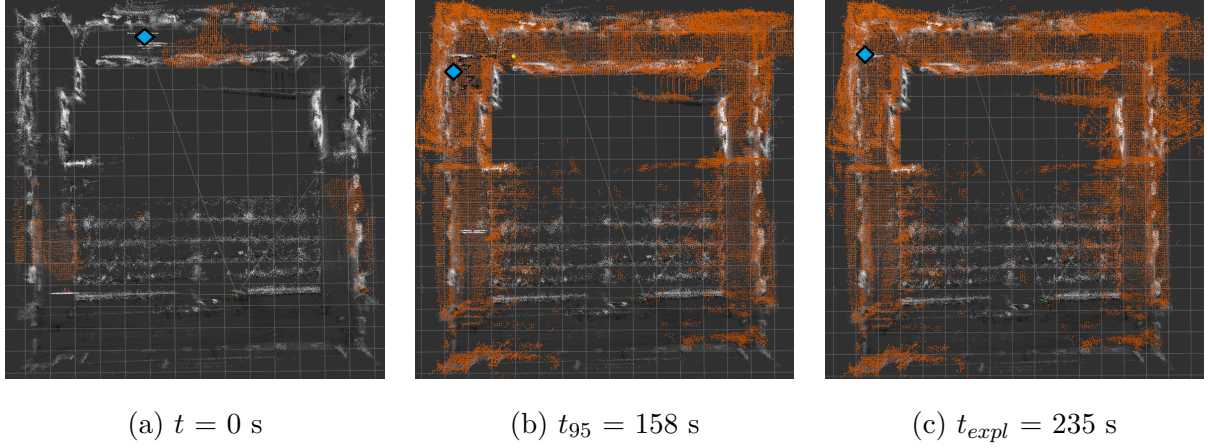 (a) t = 0 s
(b) t₉₅ = 158 s
(c) tₑₓₚₗ = 235 s